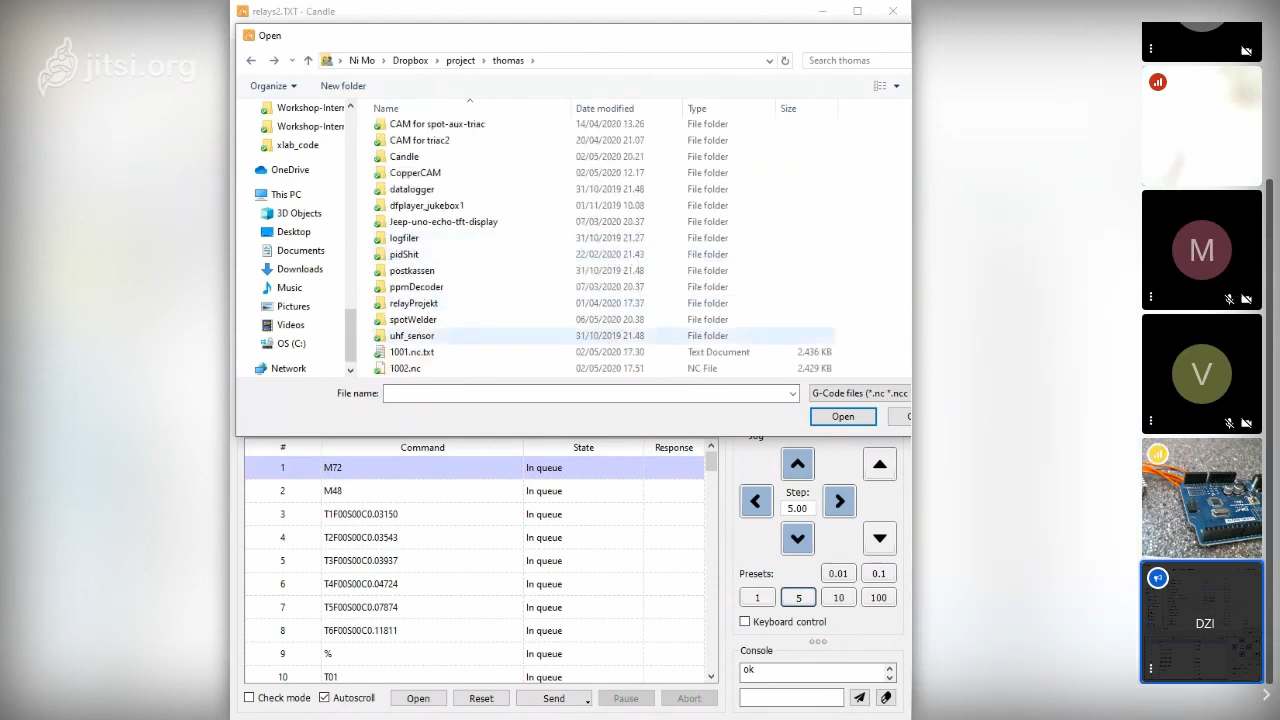 relays2.TXT - Candle
jitsi.org
Open
Ni Mo > Dropbox > project > thomas >
Search thomas
Organize
New folder
Name Date modified Type Size
CAM for spot-aux-triac 14/04/2020 13.26 File folder
CAM for triac2 20/04/2020 21.07 File folder
Candle 02/05/2020 20.21 File folder
CopperCAM 02/05/2020 12.17 File folder
datalogger 31/10/2019 21.48 File folder
dfplayer_jukebox1 01/11/2019 10.08 File folder
Jeep-uno-echo-tft-display 07/03/2020 20.37 File folder
logfiler 31/10/2019 21.27 File folder
pidShit 22/02/2020 21.43 File folder
postkassen 31/10/2019 21.48 File folder
ppmDecoder 07/03/2020 20.37 File folder
relayProjekt 01/04/2020 17.37 File folder
spotWelder 06/05/2020 20.38 File folder
uhf_sensor 31/10/2019 21.48 File folder
1001.nc.txt 02/05/2020 17.30 Text Document 2.436 KB
1002.nc 02/05/2020 17.51 NC File 2.429 KB
Workshop-Intern
Workshop-Intern
xlab_code
OneDrive
This PC
3D Objects
Desktop
Documents
Downloads
Music
Pictures
Videos
OS (C:)
Network
File name:
G-Code files (*.nc *.ncc
Open
# Command State Response
1 M72 In queue
2 M48 In queue
3 T1F00S00C0.03150 In queue
4 T2F00S00C0.03543 In queue
5 T3F00S00C0.03937 In queue
6 T4F00S00C0.04724 In queue
7 T5F00S00C0.07874 In queue
8 T6F00S00C0.11811 In queue
9 % In queue
10 T01 In queue
Check mode
Autoscroll
Open
Reset
Send
Pause
Abort
Jog
Step:
5.00
Presets:
0.01 0.1
1 5 10 100
Keyboard control
Console
ok
M
V
DZI